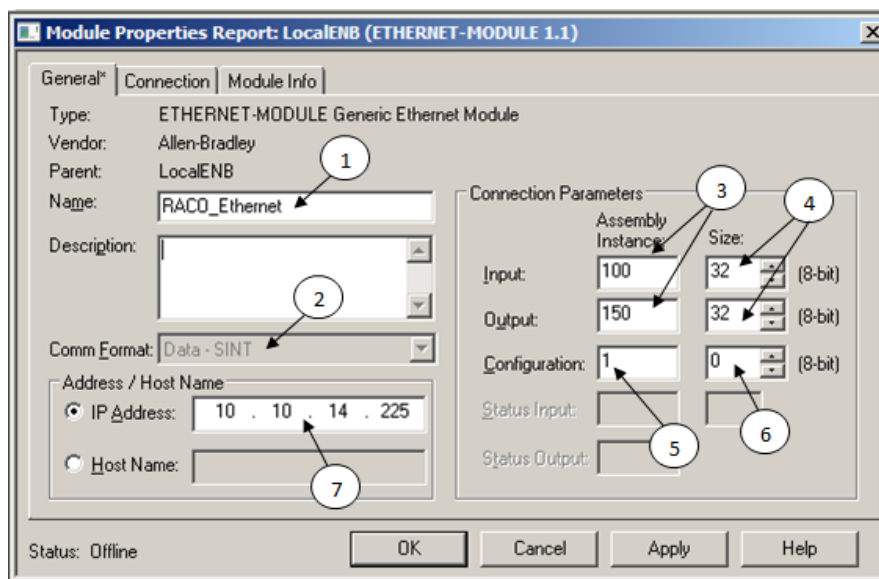 Module Properties Report: LocalENB (ETHERNET-MODULE 1.1)
General* Connection Module Info
Type: ETHERNET-MODULE Generic Ethernet Module
Vendor: Allen-Bradley
Parent: LocalENB
1
Name: RACO_Ethernet
Description:
2
Comm Format: Data - SINT
Address / Host Name
IP Address: 10 . 10 . 14 . 225
Host Name:
7
Connection Parameters
3
4
Assembly
Instance: Size:
Input: 100 32 (8-bit)
Output: 150 32 (8-bit)
Configuration: 1 0 (8-bit)
Status Input:
5
6
Status Output:
Status: Offline
OK Cancel Apply Help